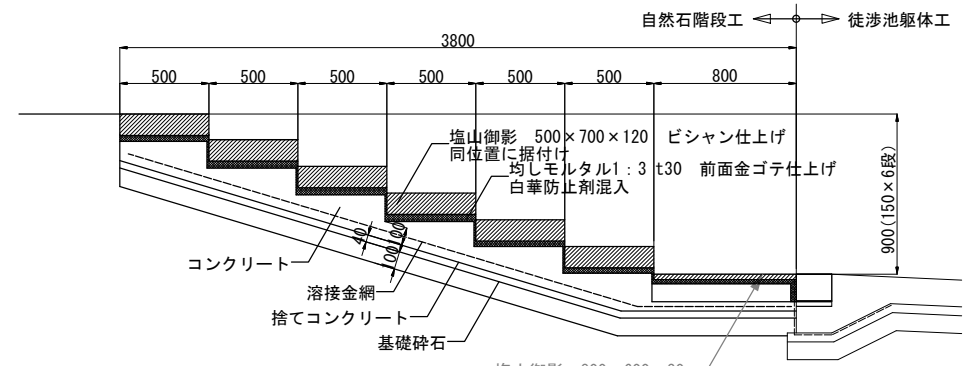 自然石階段工
徒渉池躯体工
3800
500
500
500
500
500
500
800
塩山御影 500×700×120 ビシャン仕上げ
同位置に据付け
均しモルタル1：3 t30 前面金ゴテ仕上げ
白華防止剤混入
900(150×6段)
40
100
100
コンクリート
溶接金網
捨てコンクリート
基礎砕石